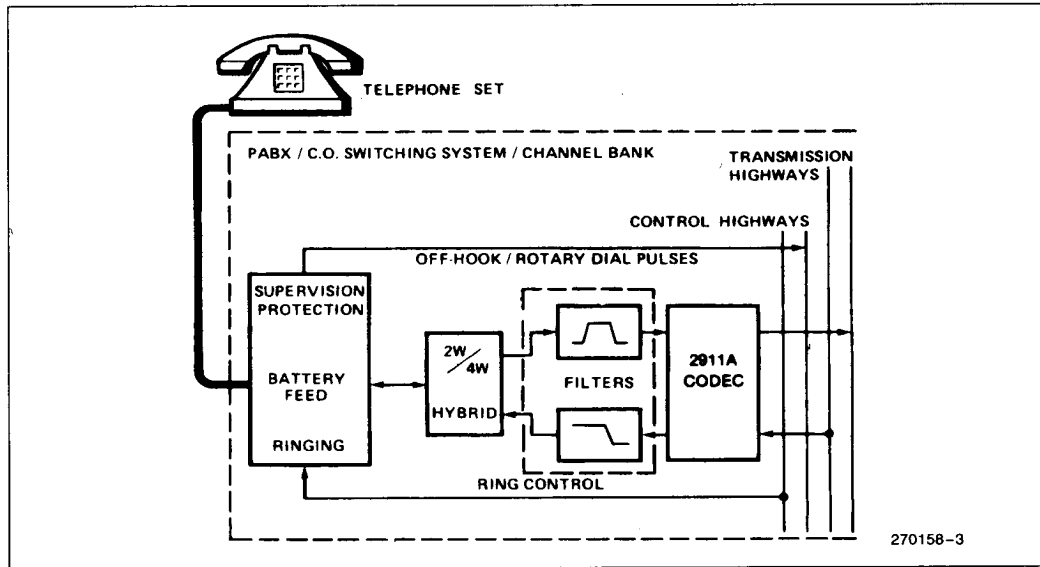 TELEPHONE SET
PABX / C.O. SWITCHING SYSTEM / CHANNEL BANK
TRANSMISSION
HIGHWAYS
CONTROL HIGHWAYS
OFF-HOOK / ROTARY DIAL PULSES
SUPERVISION
PROTECTION
BATTERY
FEED
RINGING
2W/4W
HYBRID
FILTERS
2911A
CODEC
RING CONTROL
270158-3